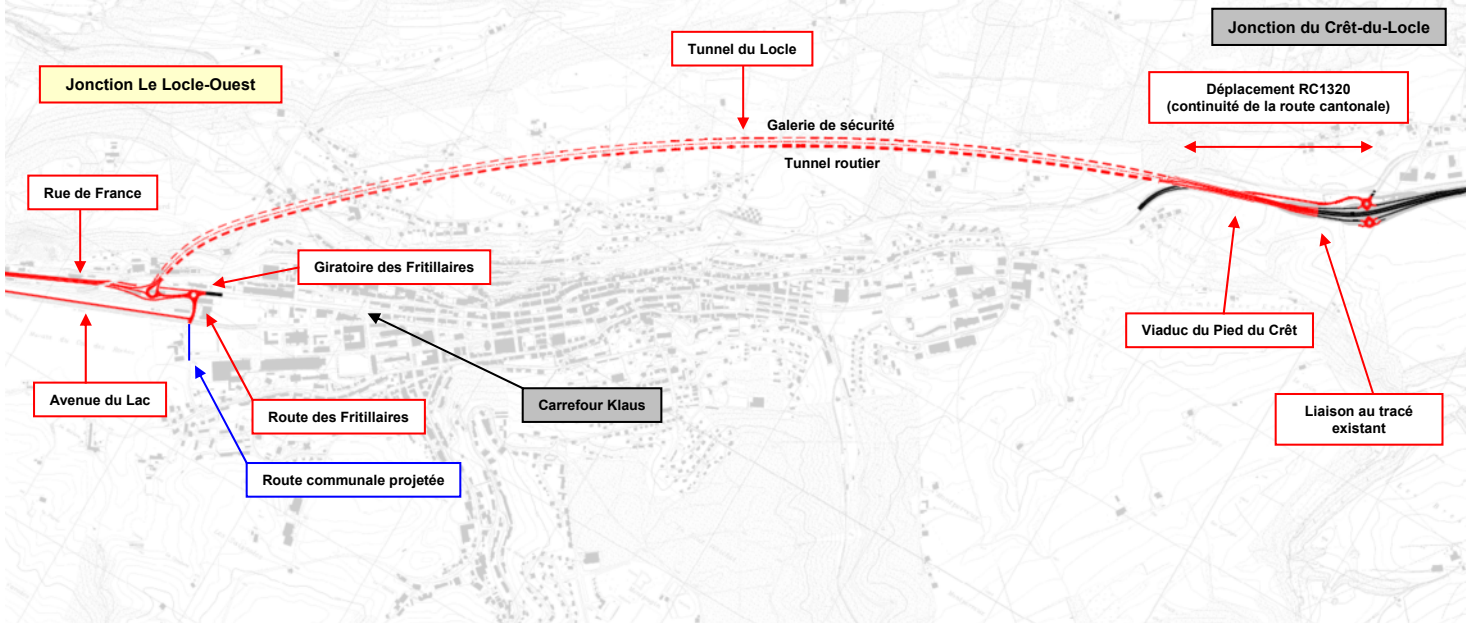 Jonction du Crêt-du-Locle
Tunnel du Locle
Jonction Le Locle-Ouest
Déplacement RC1320
(continuité de la route cantonale)
Galerie de sécurité
Tunnel routier
Rue de France
Giratoire des Fritillaires
Viaduc du Pied du Crêt
Avenue du Lac
Route des Fritillaires
Carrefour Klaus
Liaison au tracé
existant
Route communale projetée